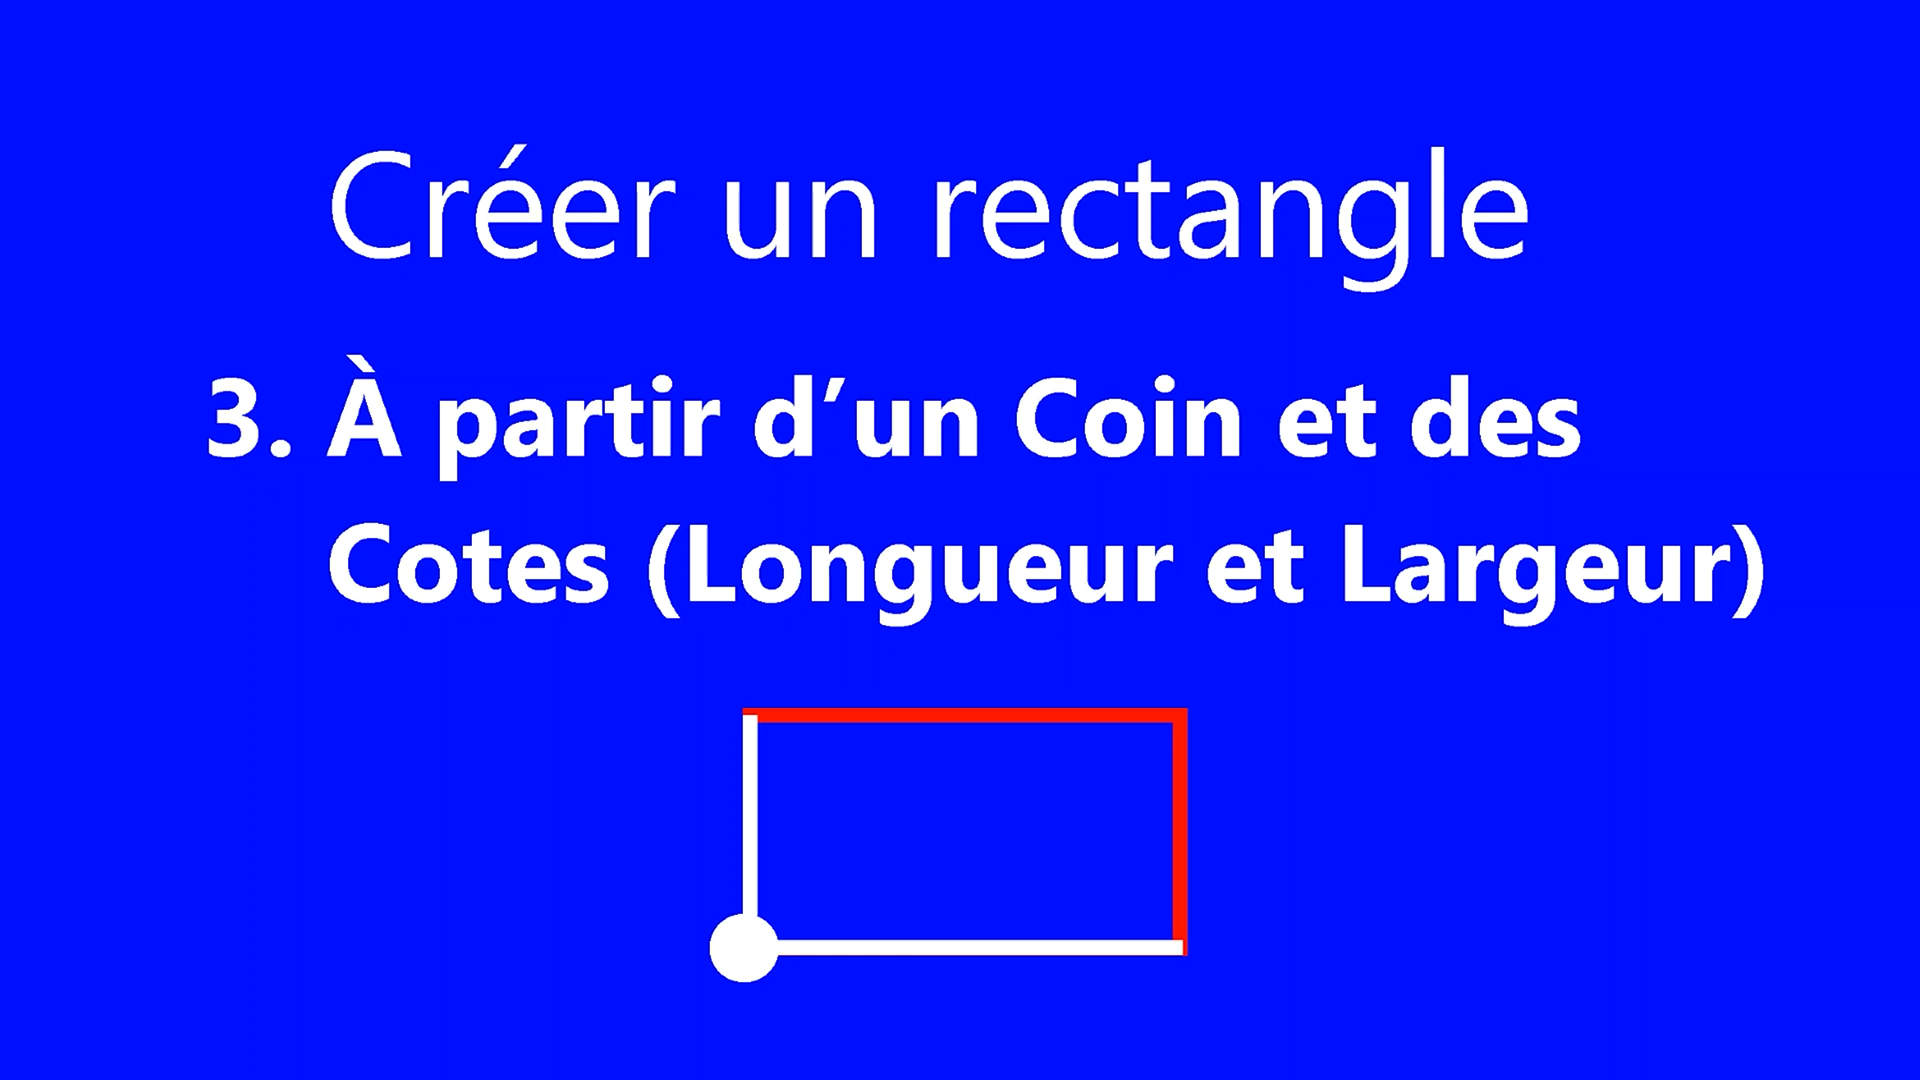 Créer un rectangle
3. À partir d’un Coin et des
Cotes (Longueur et Largeur)